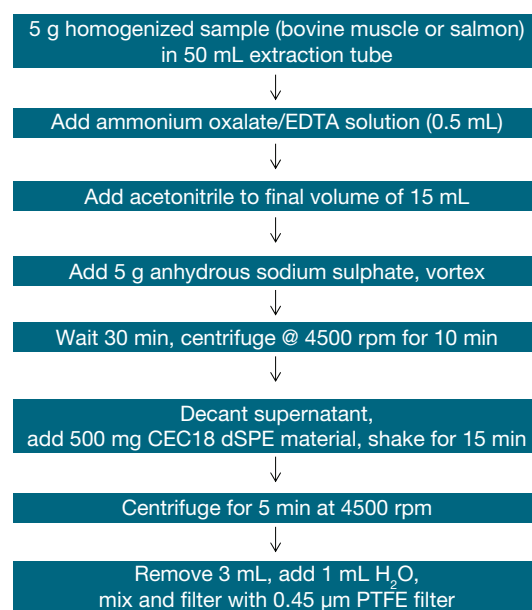 5 g homogenized sample (bovine muscle or salmon)
in 50 mL extraction tube
Add ammonium oxalate/EDTA solution (0.5 mL)
Add acetonitrile to final volume of 15 mL
Add 5 g anhydrous sodium sulphate, vortex
Wait 30 min, centrifuge @ 4500 rpm for 10 min
Decant supernatant,
add 500 mg CEC18 dSPE material, shake for 15 min
Centrifuge for 5 min at 4500 rpm
Remove 3 mL, add 1 mL H₂O,
mix and filter with 0.45 µm PTFE filter